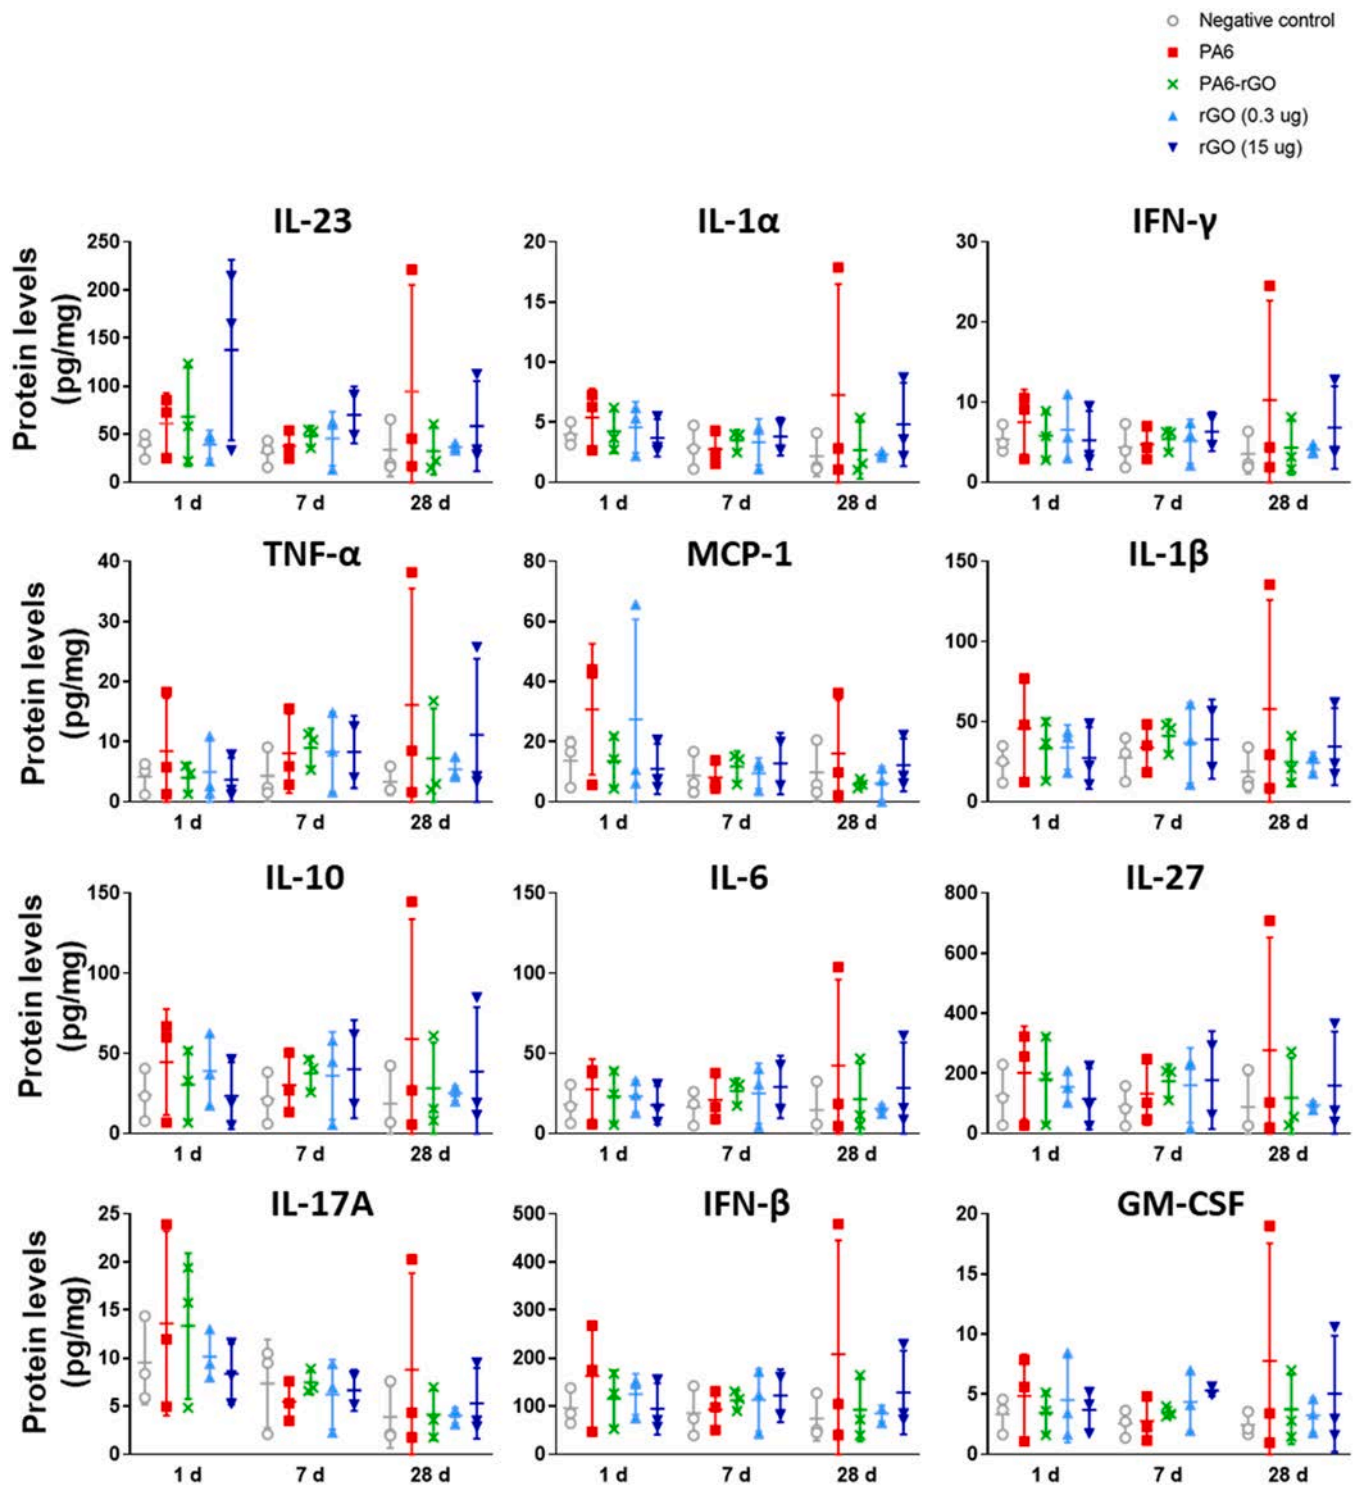 Negative control
PA6
PA6-rGO
rGO (0.3 ug)
rGO (15 ug)
IL-23
IL-1α
IFN-γ
Protein levels
(pg/mg)
250
200
150
100
50
0
1 d
7 d
28 d
20
15
10
5
0
1 d
7 d
28 d
30
20
10
0
1 d
7 d
28 d
TNF-α
MCP-1
IL-1β
Protein levels
(pg/mg)
40
30
20
10
0
1 d
7 d
28 d
80
60
40
20
0
1 d
7 d
28 d
150
100
50
0
1 d
7 d
28 d
IL-10
IL-6
IL-27
Protein levels
(pg/mg)
150
100
50
0
1 d
7 d
28 d
150
100
50
0
1 d
7 d
28 d
800
600
400
200
0
1 d
7 d
28 d
IL-17A
IFN-β
GM-CSF
Protein levels
(pg/mg)
25
20
15
10
5
0
1 d
7 d
28 d
500
400
300
200
100
0
1 d
7 d
28 d
20
15
10
5
0
1 d
7 d
28 d